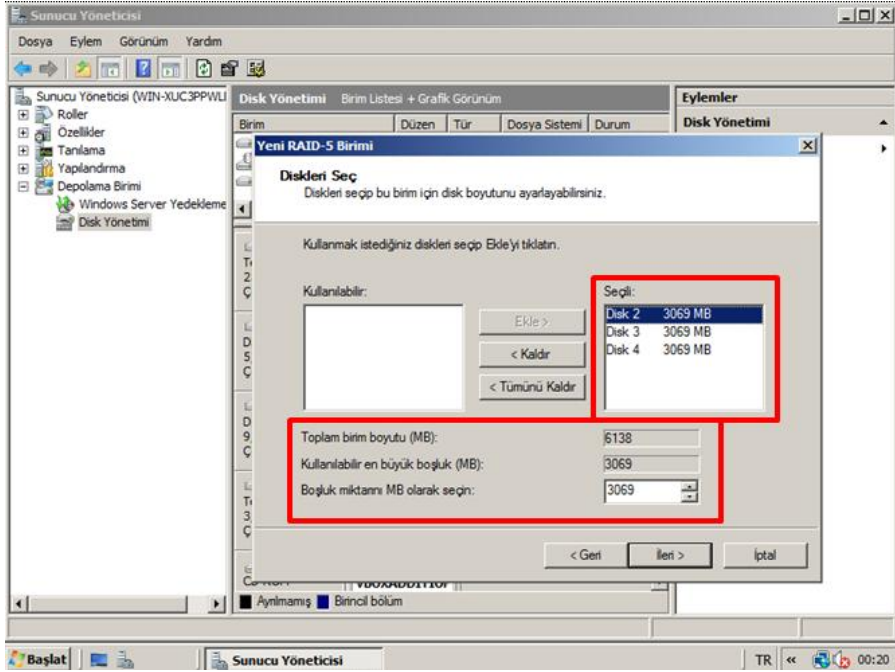 Sunucu Yöneticisi
Dosya Eylem Görünüm Yardım
Sunucu Yöneticisi (WIN-XUC3PPWLI
Roller
Özellikler
Tanılama
Yapılandırma
Depolama Birimi
Windows Server Yedekleme
Disk Yönetimi
Disk Yönetimi Birim Listesi + Grafik Görünüm
Birim Düzen Tür Dosya Sistemi Durum
Eylemler
Disk Yönetimi
Yeni RAID-5 Birimi
Diskleri Seç
Diskleri seçip bu birim için disk boyutunu ayarlayabilirsiniz.
Kullanmak istediğiniz diskleri seçip Ekle'yi tıklatın.
Kullanılabilir:
Seçili:
Ekle >
< Kaldır
< Tümünü Kaldır
Disk 2 3069 MB
Disk 3 3069 MB
Disk 4 3069 MB
Toplam birim boyutu (MB): 6138
Kullanılabilir en büyük boşluk (MB): 3069
Boşluk miktarını MB olarak seçin: 3069
< Geri İleri > İptal
Ayrılmamış Birincil bölüm
Başlat
Sunucu Yöneticisi
TR « 00:20